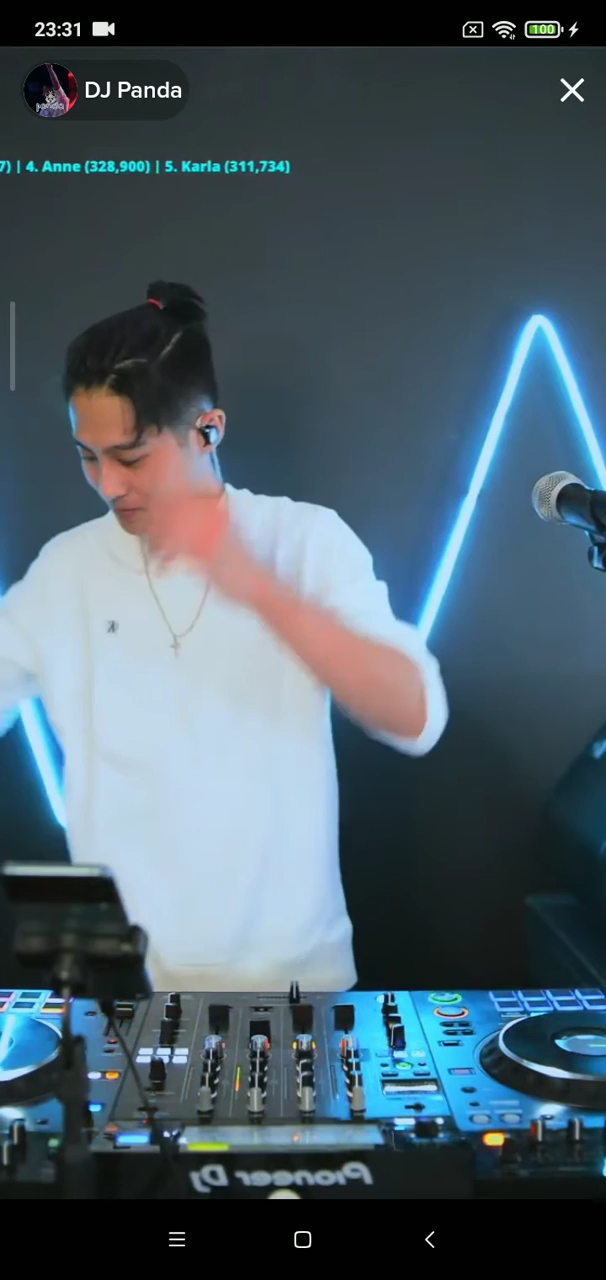 23:31
100
DJ Panda
7) | 4. Anne (328,900) | 5. Karla (311,734)
Pioneer Dj